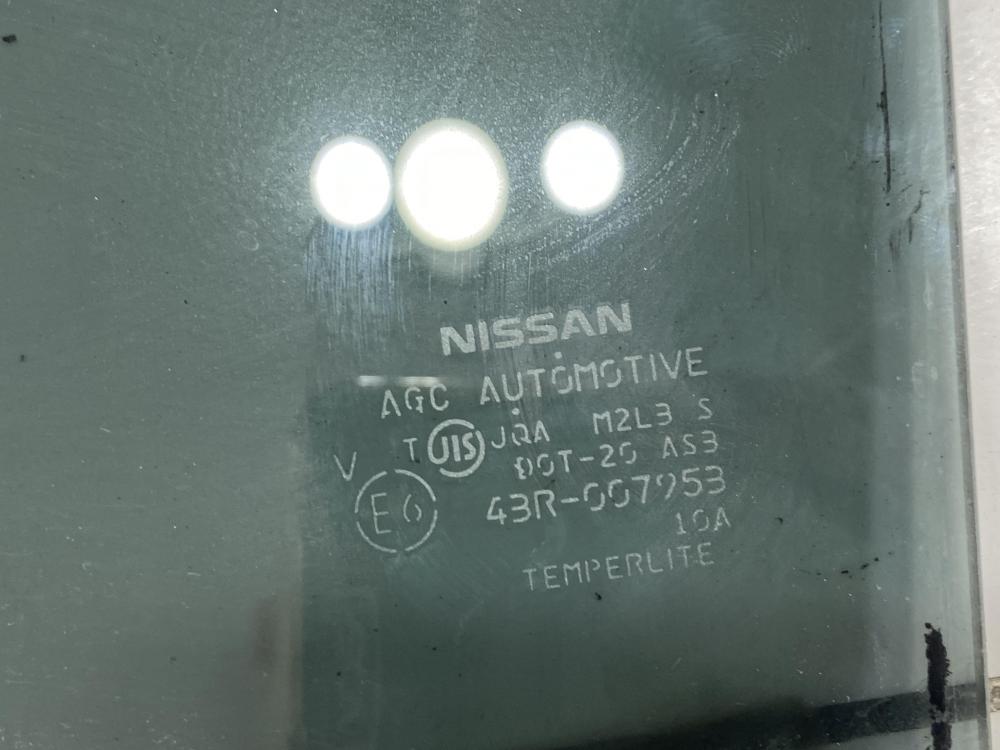 NISSAN
AGC AUTOMOTIVE
T JIS JQA M2L3 S
V DOT-20 AS3
E6 43R-007953
10A
TEMPERLITE